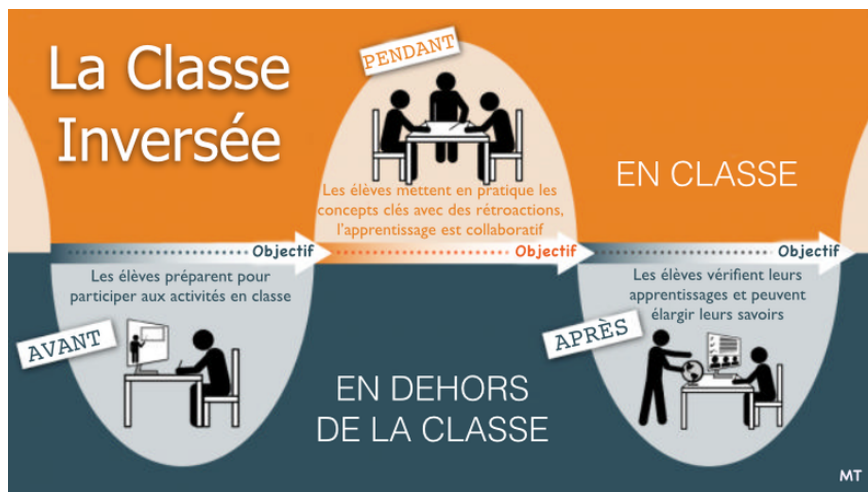 La Classe
Inversée
PENDANT
Les élèves mettent en pratique les
concepts clés avec des rétroactions,
l'apprentissage est collaboratif
EN CLASSE
Objectif
Objectif
Objectif
Les élèves préparent pour
participer aux activités en classe
AVANT
EN DEHORS
DE LA CLASSE
Les élèves vérifient leurs
apprentissages et peuvent
élargir leurs savoirs
APRÈS
MT